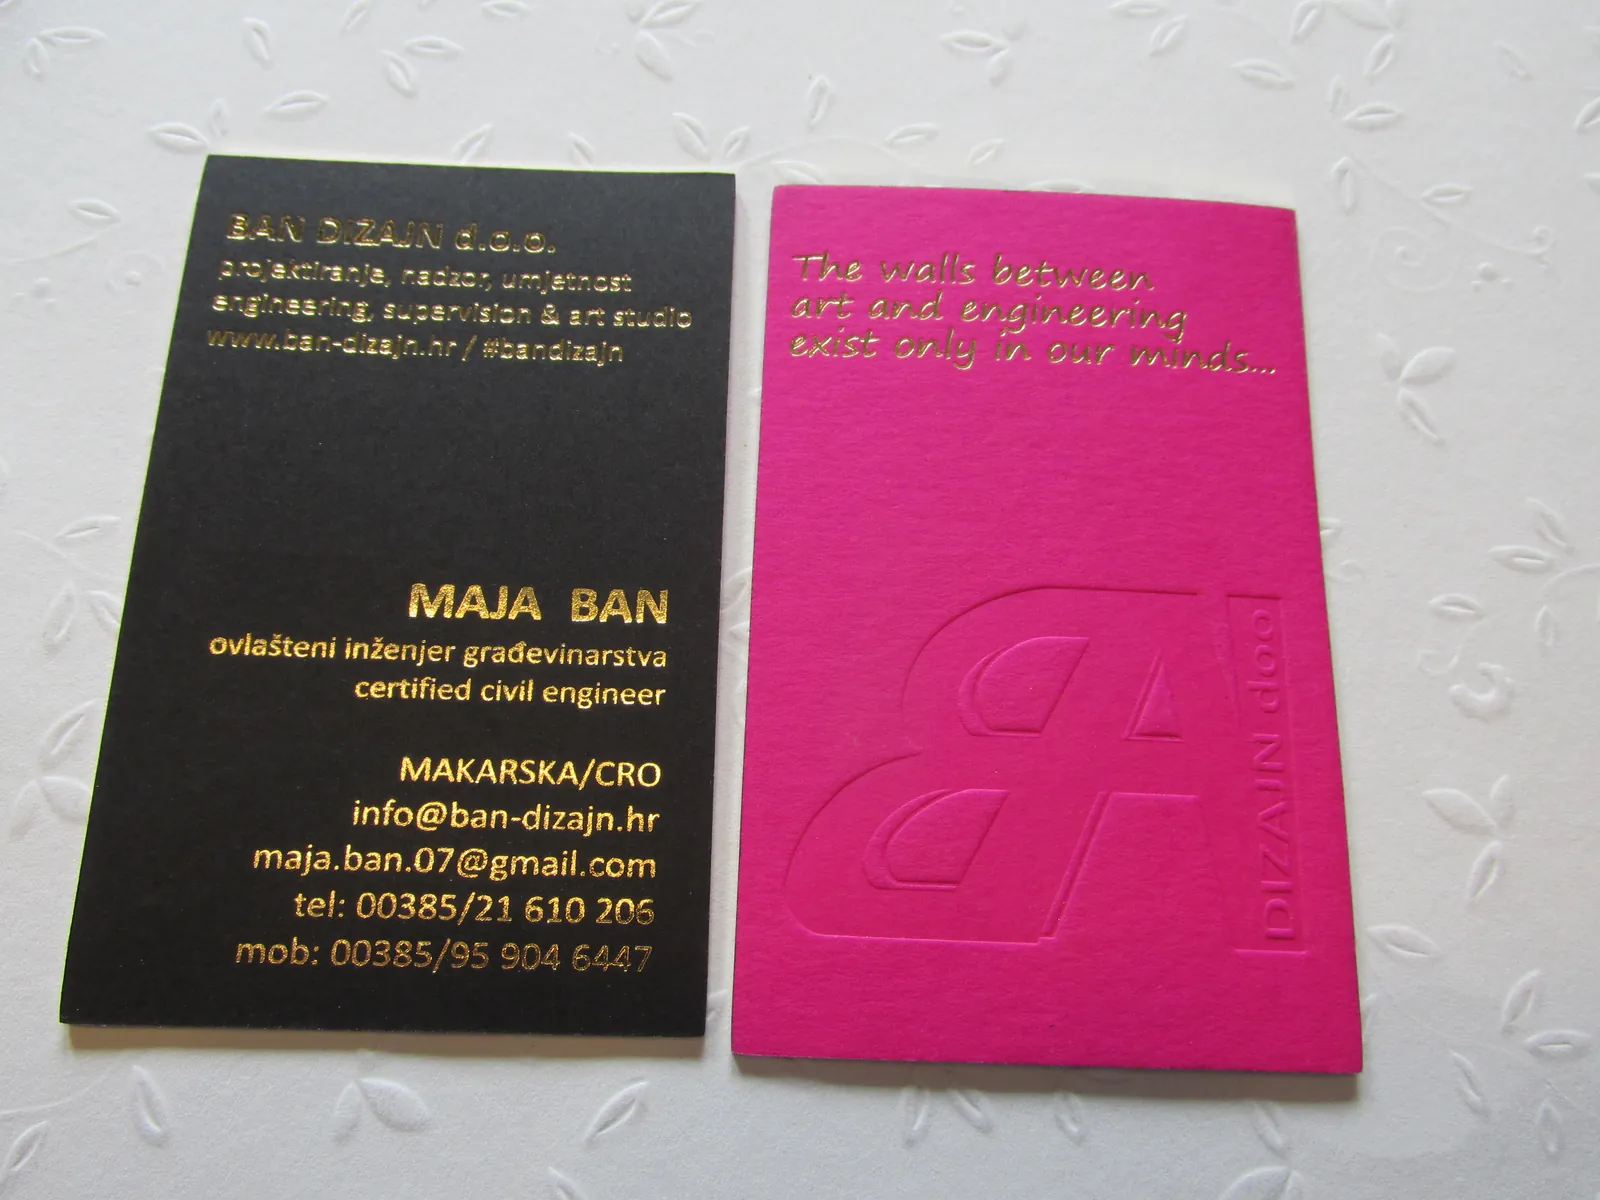 BAN DIZAJN d.o.o.
projektiranje, nadzor, umjetnost
engineering, supervision & art studio
www.ban-dizajn.hr / #bandizajn
MAJA BAN
ovlašteni inženjer građevinarstva
certified civil engineer
MAKARSKA/CRO
info@ban-dizajn.hr
maja.ban.07@gmail.com
tel: 00385/21 610 206
mob: 00385/95 904 6447
The walls between
art and engineering
exist only in our minds...
BA
DIZAJN doo